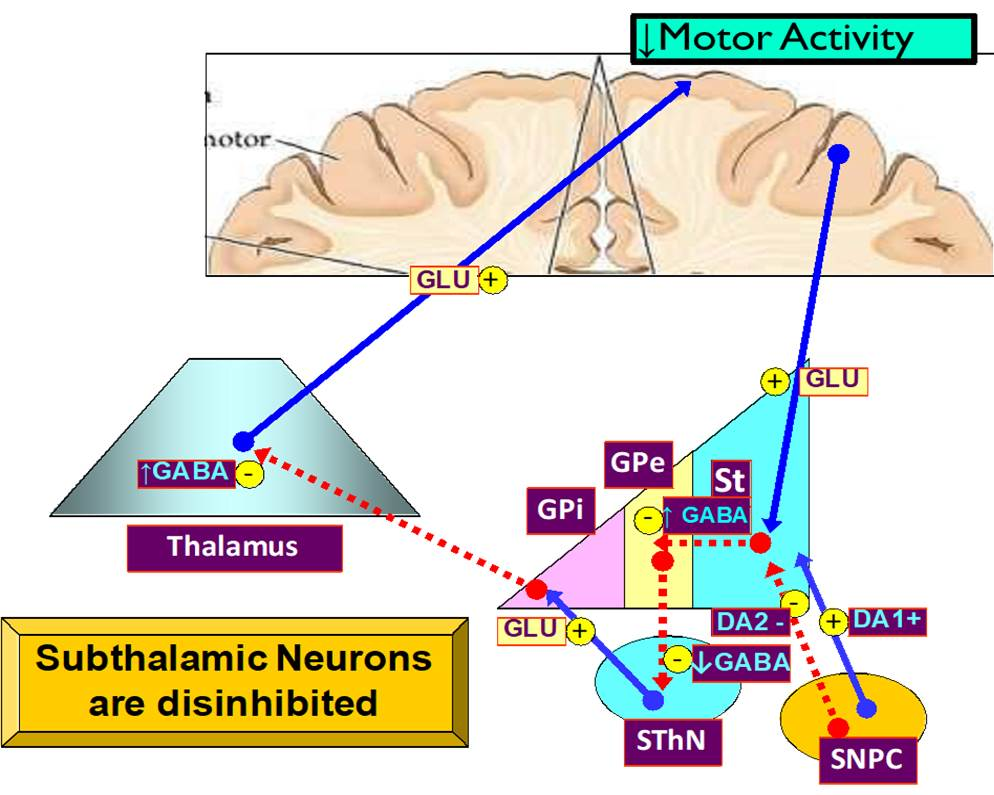 ↓Motor Activity
GLU +
+ GLU
GPe
St
↑GABA -
- ↑ GABA
GPi
Thalamus
DA2 -
-
+ DA1+
GLU +
Subthalamic Neurons
are disinhibited
- ↓GABA
SThN
SNPC